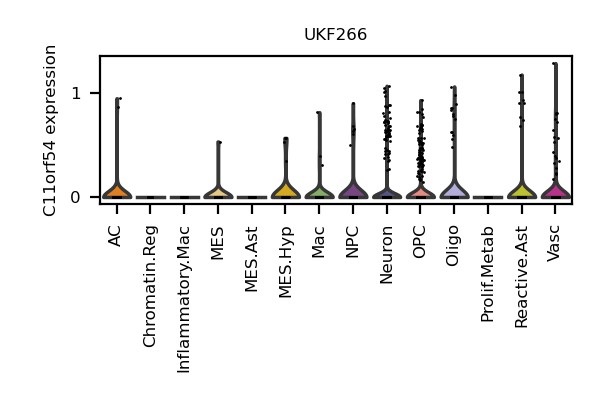 UKF266
C11orf54 expression
1
0
AC
Chromatin.Reg
Inflammatory.Mac
MES
MES.Ast
MES.Hyp
Mac
NPC
Neuron
OPC
Oligo
Prolif.Metab
Reactive.Ast
Vasc